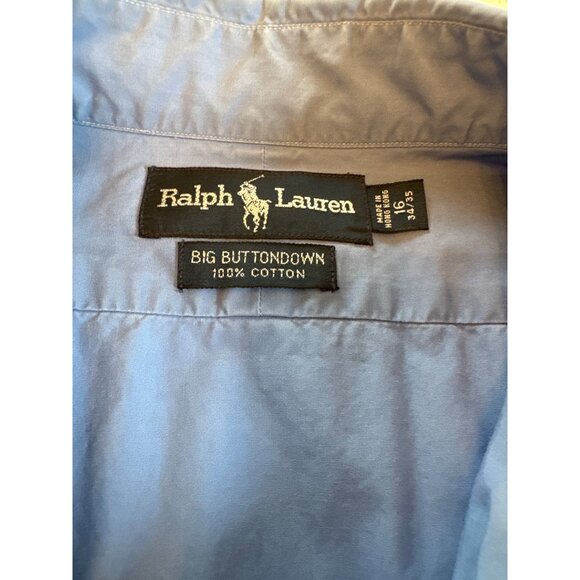 Ralph Lauren
BIG BUTTONDOWN
100% COTTON
MADE IN
HONG KONG
16
34/35